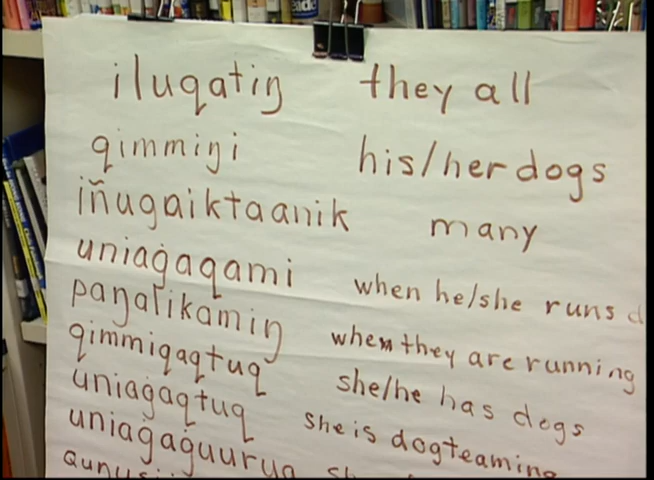 iluqatiŋ they all
qimmiŋi his/her dogs
iñugaiktaanik many
uniaġaqami when he/she runs d
paŋalikamiŋ when they are running
qimmiqaqtuq she/he has dogs
uniaġaqtuq she is dogteaming
uniaġaġuuruq